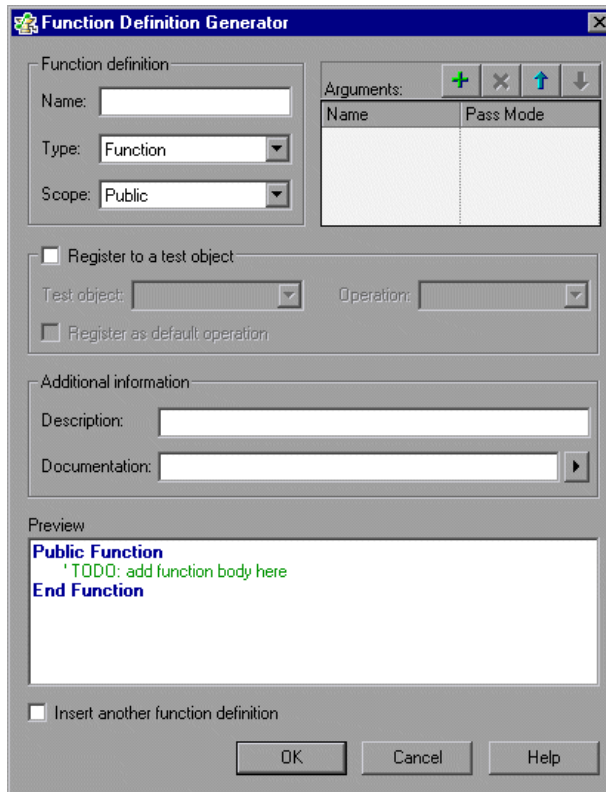 Function Definition Generator
Function definition
Name:
Type: Function
Scope: Public
Arguments:
Name Pass Mode
Register to a test object
Test object: Operation:
Register as default operation
Additional information
Description:
Documentation:
Preview
Public Function
' TODO: add function body here
End Function
Insert another function definition
OK Cancel Help